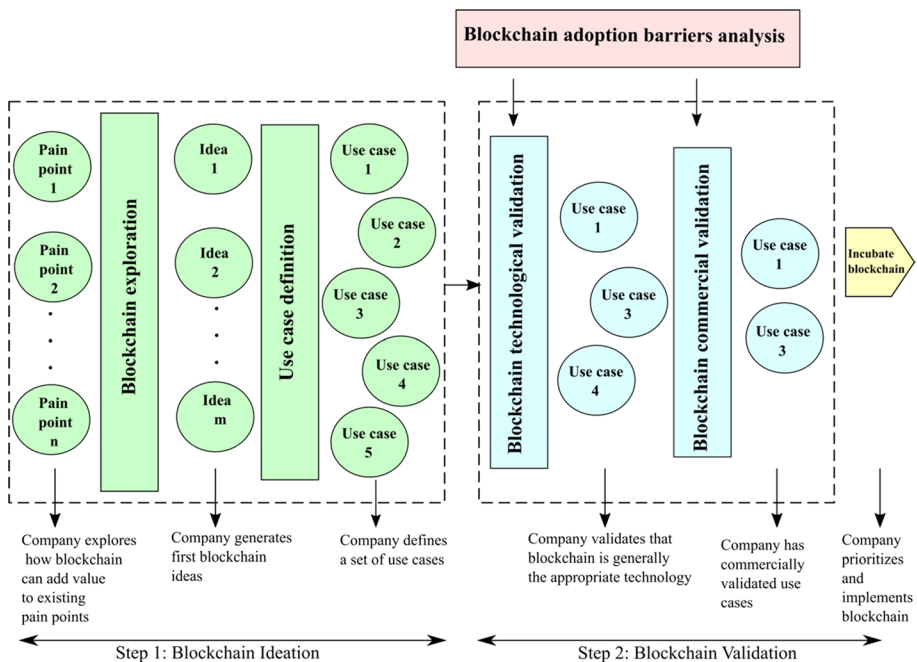 Blockchain adoption barriers analysis
Pain
point
1
Pain
point
2
Pain
point
n
Blockchain exploration
Idea
1
Idea
2
Idea
m
Use case definition
Use case
1
Use case
2
Use case
3
Use case
4
Use case
5
Blockchain technological validation
Use case
1
Use case
3
Use case
4
Blockchain commercial validation
Use case
1
Use case
3
Incubate
blockchain
Company explores
how blockchain
can add value
to existing
pain points
Company generates
first blockchain
ideas
Company defines
a set of use cases
Company validates that
blockchain is generally
the appropriate technology
Company has
commercially
validated use
cases
Company
prioritizes and
implements
blockchain
Step 1: Blockchain Ideation
Step 2: Blockchain Validation